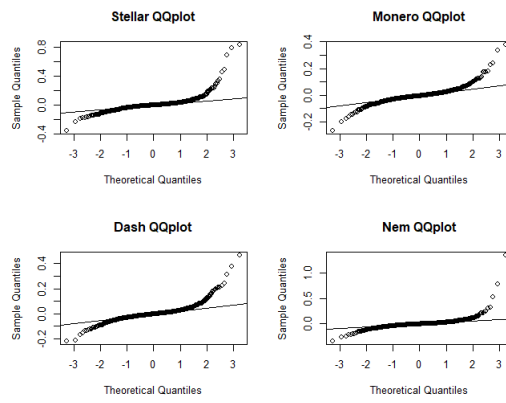 Stellar QQplot
Sample Quantiles
-0.4 0.0 0.4 0.8
-3 -2 -1 0 1 2 3
Theoretical Quantiles
Monero QQplot
Sample Quantiles
-0.2 0.0 0.2 0.4
-3 -2 -1 0 1 2 3
Theoretical Quantiles
Dash QQplot
Sample Quantiles
-0.2 0.0 0.2 0.4
-3 -2 -1 0 1 2 3
Theoretical Quantiles
Nem QQplot
Sample Quantiles
0.0 0.5 1.0
-3 -2 -1 0 1 2 3
Theoretical Quantiles